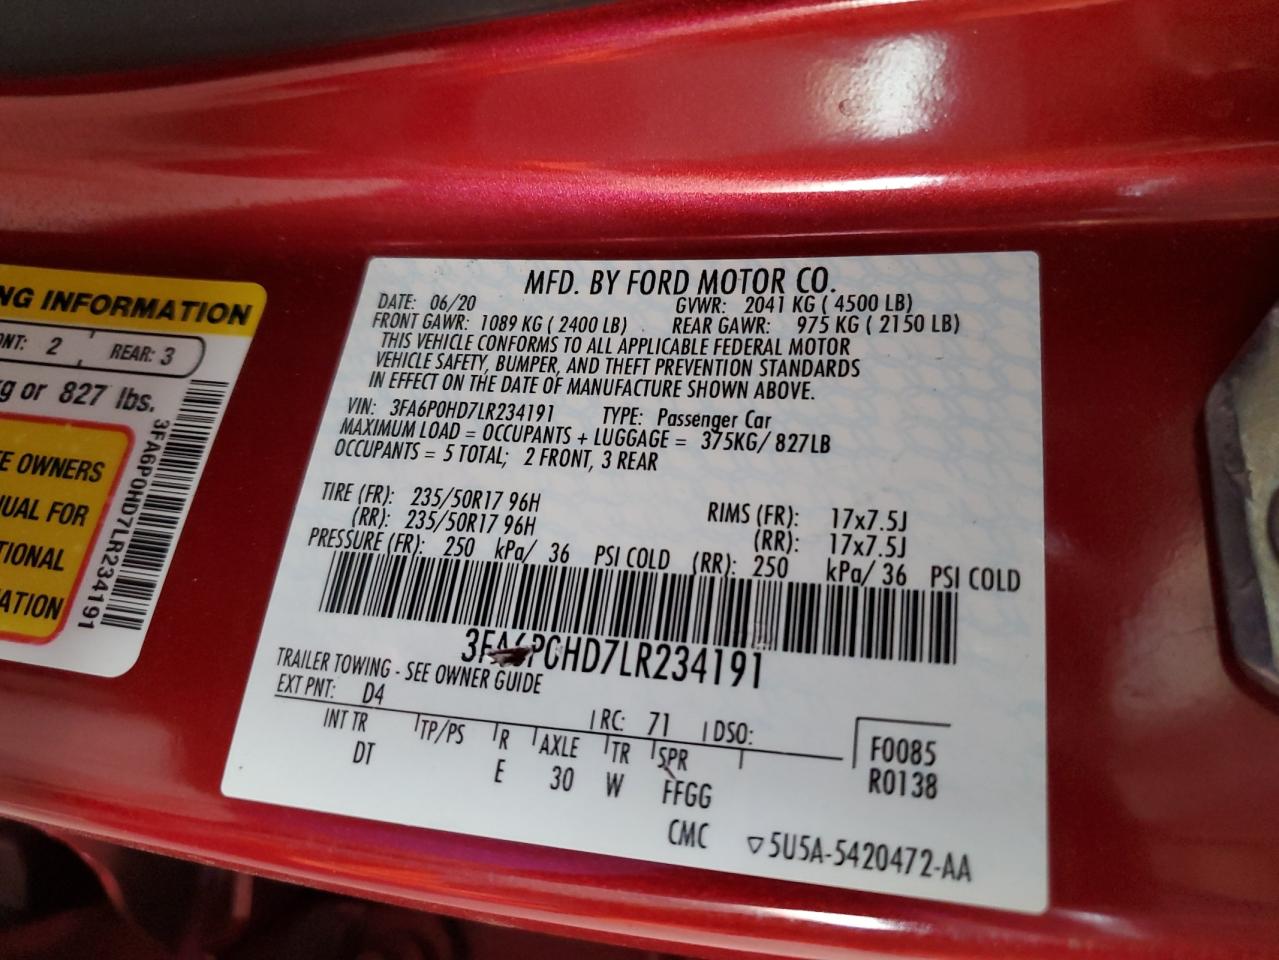 NG INFORMATION
ONT: 2 REAR: 3
kg or 827 lbs.
E OWNERS
UAL FOR
TIONAL
ATION
3FA6P0HD7LR234191
MFD. BY FORD MOTOR CO.
DATE: 06/20 GVWR: 2041 KG ( 4500 LB)
FRONT GAWR: 1089 KG ( 2400 LB) REAR GAWR: 975 KG ( 2150 LB)
THIS VEHICLE CONFORMS TO ALL APPLICABLE FEDERAL MOTOR
VEHICLE SAFETY, BUMPER, AND THEFT PREVENTION STANDARDS
IN EFFECT ON THE DATE OF MANUFACTURE SHOWN ABOVE.
VIN: 3FA6P0HD7LR234191 TYPE: Passenger Car
MAXIMUM LOAD = OCCUPANTS + LUGGAGE = 375KG/ 827LB
OCCUPANTS = 5 TOTAL; 2 FRONT, 3 REAR
TIRE (FR): 235/50R17 96H RIMS (FR): 17x7.5J
(RR): 235/50R17 96H (RR): 17x7.5J
PRESSURE (FR): 250 kPa/ 36 PSI COLD (RR): 250 kPa/ 36 PSI COLD
3FA6P0HD7LR234191
TRAILER TOWING - SEE OWNER GUIDE
EXT PNT: D4 RC: 71 DSO:
INT TR TP/PS R AXLE TR SPR F0085
DT E 30 W FFGG R0138
CMC ▽5U5A-5420472-AA